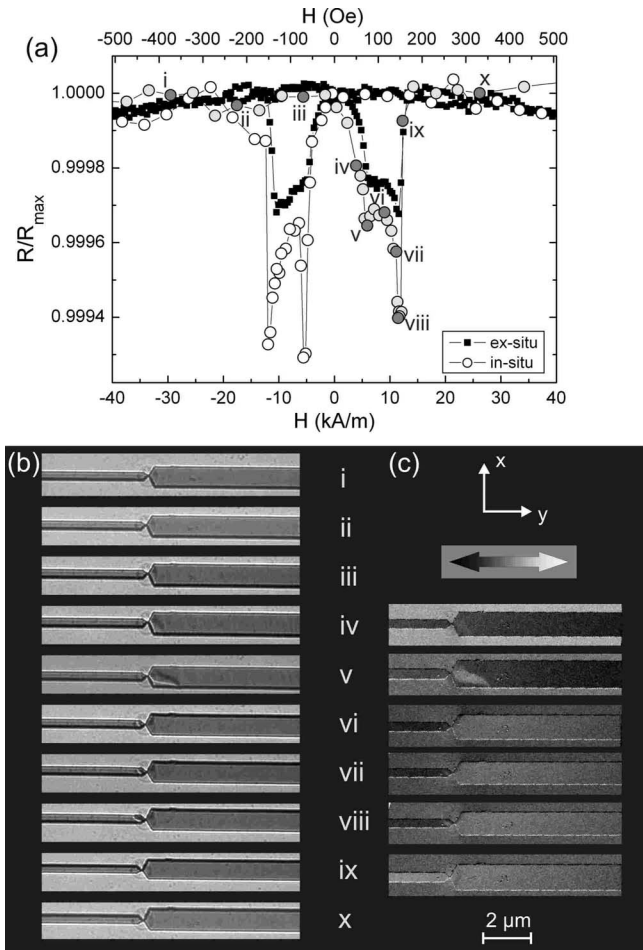 H (Oe)
-500 -400 -300 -200 -100 0 100 200 300 400 500
(a)
1.0000
0.9998
0.9996
0.9994
R/Rmax
i
ii
iii
iv
v
vi
vii
viii
ix
x
ex-situ
in-situ
-40 -30 -20 -10 0 10 20 30 40
H (kA/m)
(b)
i
ii
iii
iv
v
vi
vii
viii
ix
x
(c)
x
y
2 µm